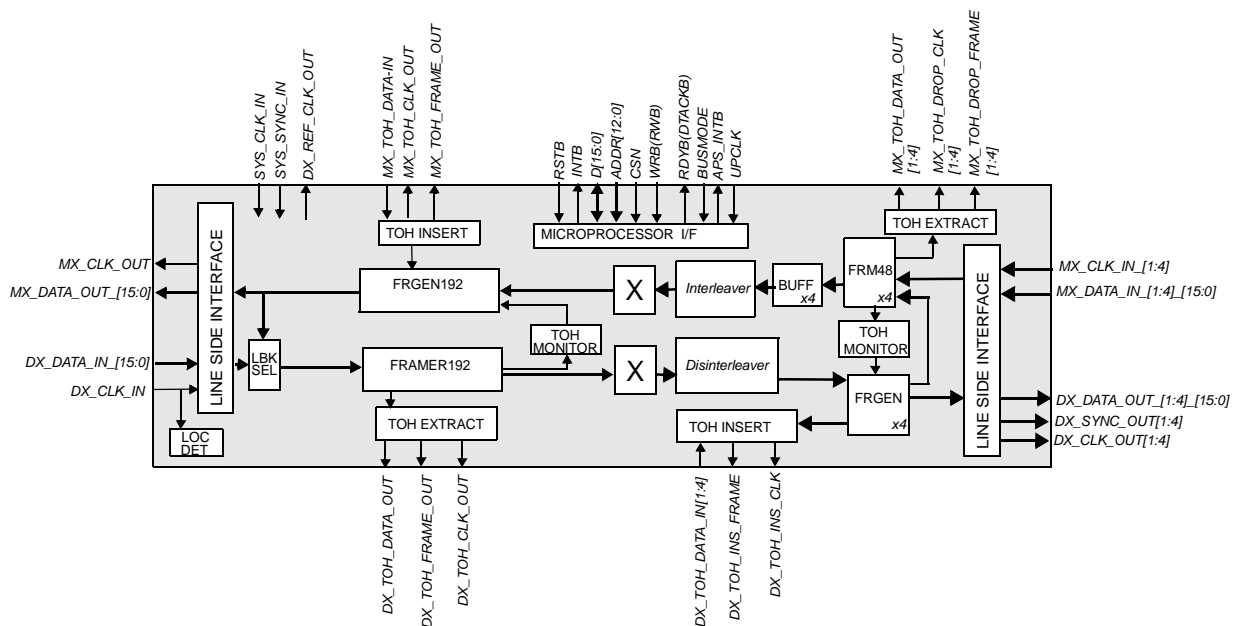 SYS_CLK_IN
SYS_SYNC_IN
DX_REF_CLK_OUT
MX_TOH_DATA-IN
MX_TOH_CLK_OUT
MX_TOH_FRAME_OUT
RSTB
INTB
D[15:0]
ADDR[12:0]
CSN
WRB(RWB)
RDYB(DTACKB)
BUSMODE
APS_INTB
UPCLK
MX_TOH_DATA_OUT
[1:4]
MX_TOH_DROP_CLK
[1:4]
MX_TOH_DROP_FRAME
[1:4]
TOH INSERT
MICROPROCESSOR I/F
TOH EXTRACT
MX_CLK_OUT
MX_DATA_OUT_[15:0]
DX_DATA_IN_[15:0]
DX_CLK_IN
LINE SIDE INTERFACE
LOC
DET
LBK
SEL
FRGEN192
FRAMER192
TOH
MONITOR
TOH EXTRACT
X
Interleaver
BUFF
x4
FRM48
x4
TOH
MONITOR
X
Disinterleaver
FRGEN
x4
TOH INSERT
LINE SIDE INTERFACE
MX_CLK_IN_[1:4]
MX_DATA_IN_[1:4]_[15:0]
DX_DATA_OUT_[1:4]_[15:0]
DX_SYNC_OUT[1:4]
DX_CLK_OUT[1:4]
DX_TOH_DATA_OUT
DX_TOH_FRAME_OUT
DX_TOH_CLK_OUT
DX_TOH_DATA_IN[1:4]
DX_TOH_INS_FRAME
DX_TOH_INS_CLK